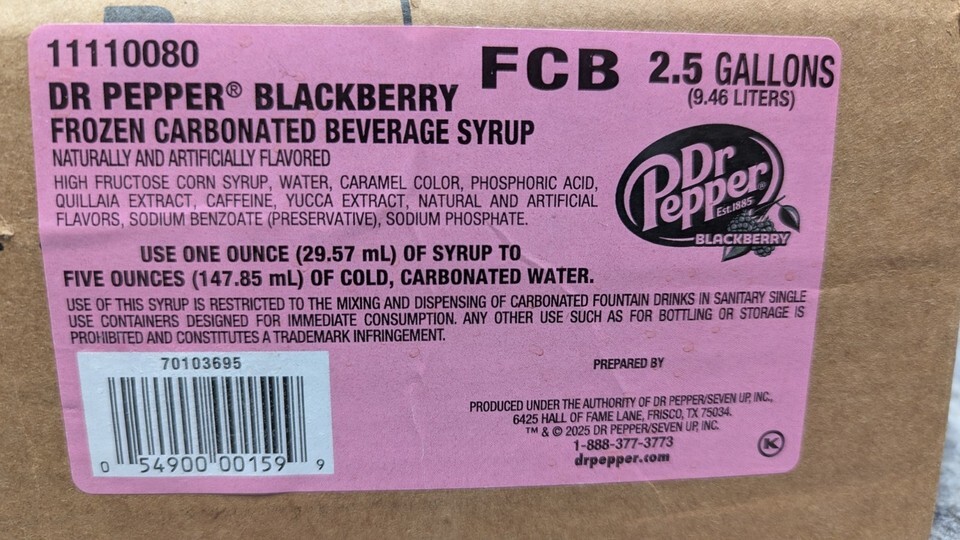 11110080
FCB
2.5 GALLONS
(9.46 LITERS)
DR PEPPER® BLACKBERRY
FROZEN CARBONATED BEVERAGE SYRUP
NATURALLY AND ARTIFICIALLY FLAVORED
HIGH FRUCTOSE CORN SYRUP, WATER, CARAMEL COLOR, PHOSPHORIC ACID,
QUILLAIA EXTRACT, CAFFEINE, YUCCA EXTRACT, NATURAL AND ARTIFICIAL
FLAVORS, SODIUM BENZOATE (PRESERVATIVE), SODIUM PHOSPHATE.
Dr
Pepper®
Est.1885
BLACKBERRY
USE ONE OUNCE (29.57 mL) OF SYRUP TO
FIVE OUNCES (147.85 mL) OF COLD, CARBONATED WATER.
USE OF THIS SYRUP IS RESTRICTED TO THE MIXING AND DISPENSING OF CARBONATED FOUNTAIN DRINKS IN SANITARY SINGLE
USE CONTAINERS DESIGNED FOR IMMEDIATE CONSUMPTION. ANY OTHER USE SUCH AS FOR BOTTLING OR STORAGE IS
PROHIBITED AND CONSTITUTES A TRADEMARK INFRINGEMENT.
70103695
0 54900 00159 9
PREPARED BY
PRODUCED UNDER THE AUTHORITY OF DR PEPPER/SEVEN UP, INC.,
6425 HALL OF FAME LANE, FRISCO, TX 75034.
™ & © 2025 DR PEPPER/SEVEN UP, INC.
1-888-377-3773
drpepper.com
K